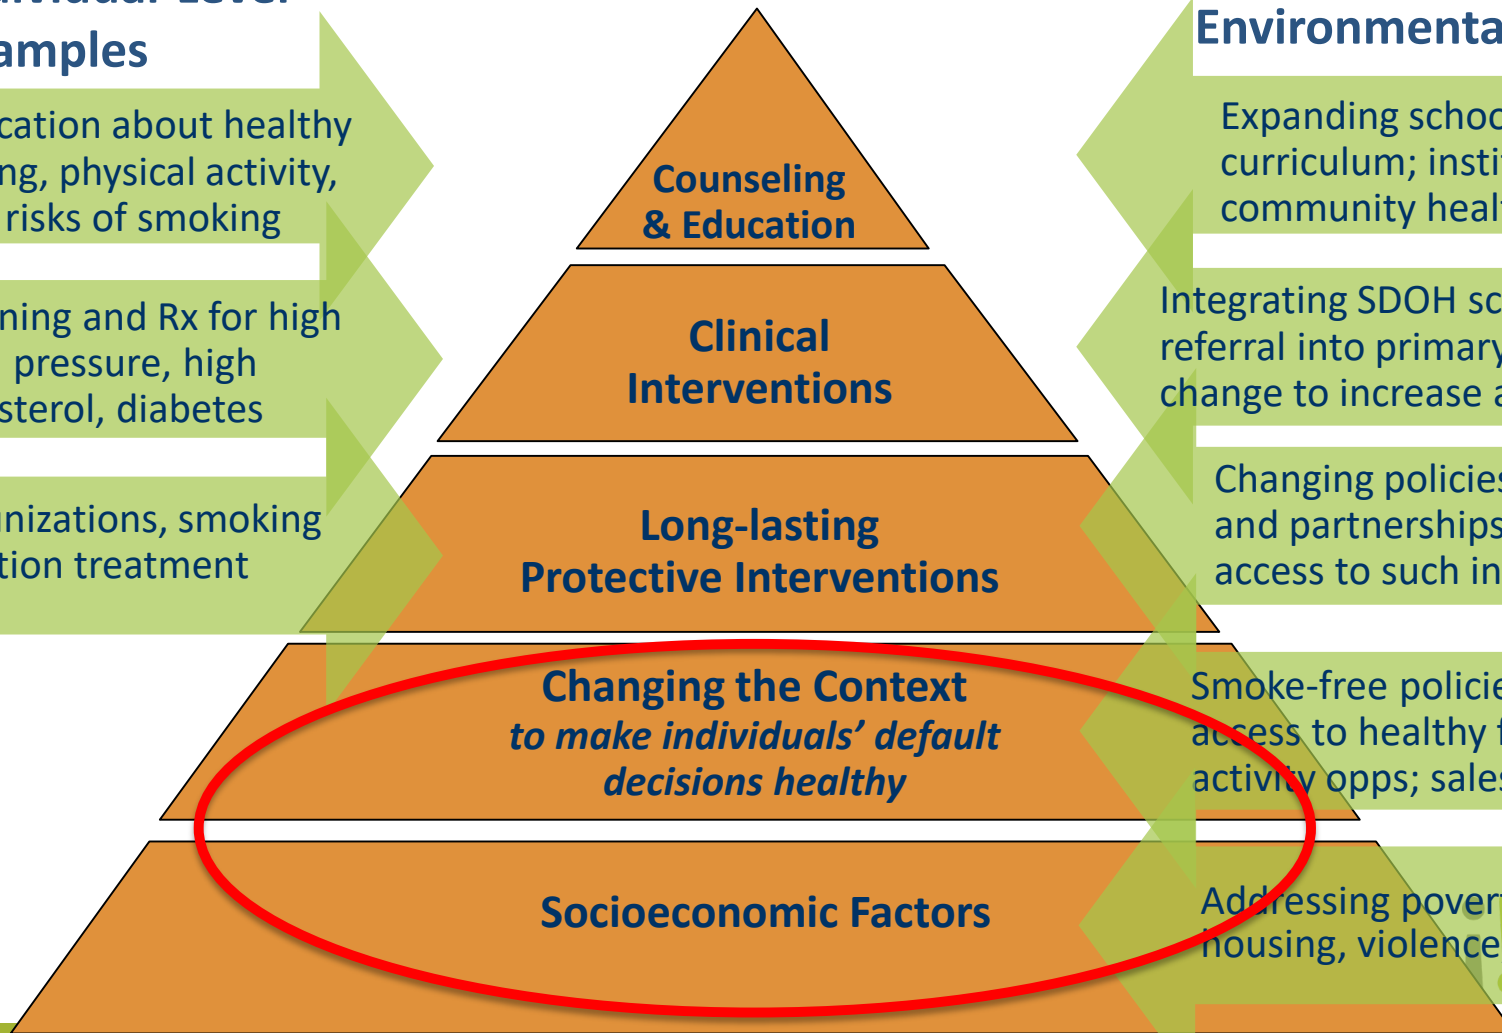 amples
Environmenta
cation about healthy
ng, physical activity,
risks of smoking
ning and Rx for high
pressure, high
sterol, diabetes
unizations, smoking
tion treatment
Counseling
& Education
Clinical
Interventions
Long-lasting
Protective Interventions
Changing the Context
to make individuals’ default
decisions healthy
Socioeconomic Factors
Expanding schoo
curriculum; insti
community healt
Integrating SDOH sc
referral into primary
change to increase a
Changing policies
and partnerships
access to such in
Smoke-free policie
access to healthy f
activity opps; sales
Addressing povert
housing, violence